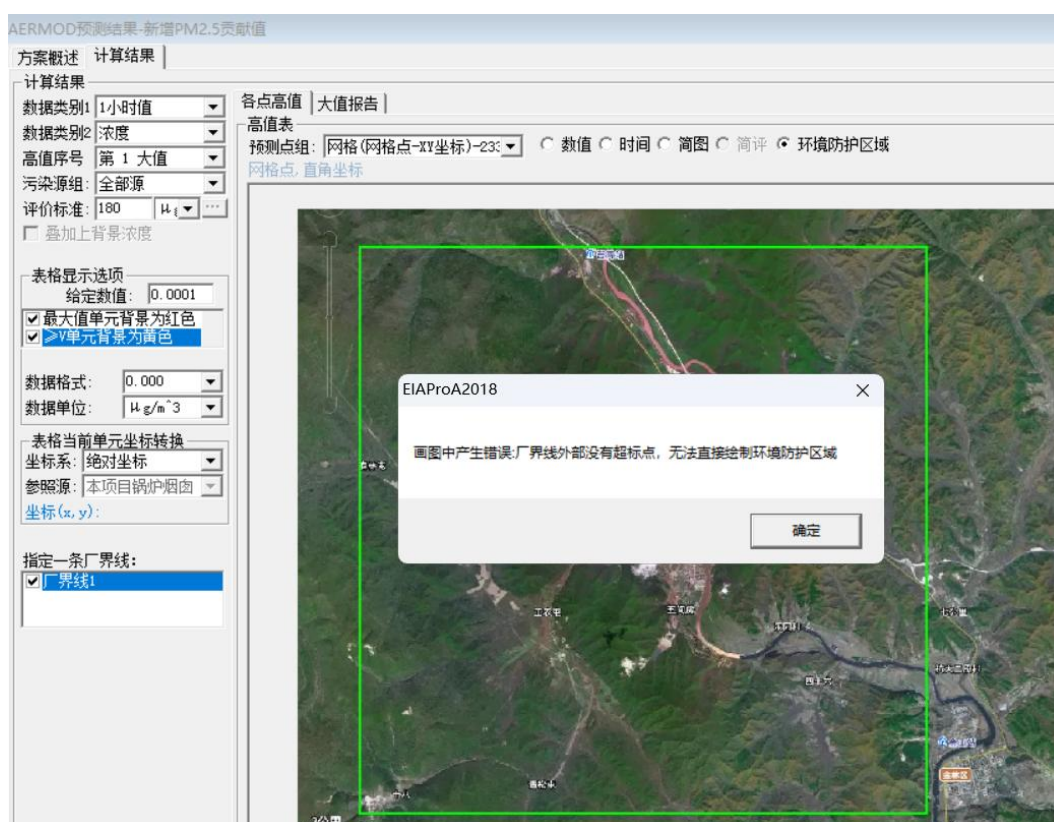 AERMOD预测结果-新增PM2.5贡献值
方案概述 计算结果
计算结果
数据类别1 1小时值
数据类别2 浓度
高值序号 第 1 大值
污染源组: 全部源
评价标准: 180 μg ...
叠加上背景浓度
表格显示选项
给定数值: 0.0001
最大值单元背景为红色
≥V单元背景为黄色
数据格式: 0.000
数据单位: μg/m^3
表格当前单元坐标转换
坐标系: 绝对坐标
参照源: 本项目锅炉烟囱
坐标(x,y):
指定一条厂界线:
厂界线1
各点高值 大值报告
高值表
预测点组: 网格(网格点-XY坐标)-233 数值 时间 简图 简评 环境防护区域
网格点,直角坐标
EIAProA2018
画图中产生错误:厂界线外部没有超标点，无法直接绘制环境防护区域
确定
3公里